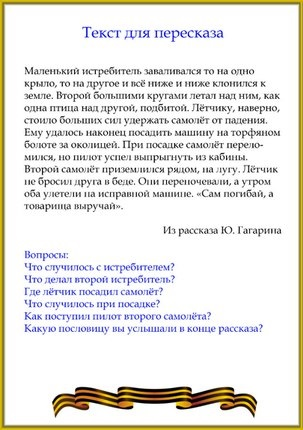 Текст для пересказа
Маленький истребитель заваливался то на одно
крыло, то на другое и всё ниже и ниже клонился к
земле. Второй большими кругами летал над ним, как
одна птица над другой, подбитой. Лётчику, наверно,
стоило больших сил удержать самолёт от падения.
Ему удалось наконец посадить машину на торфяном
болоте за околицей. При посадке самолёт перело-
мился, но пилот успел выпрыгнуть из кабины.
Второй самолёт приземлился рядом, на лугу. Лётчик
не бросил друга в беде. Они переночевали, а утром
оба улетели на исправной машине. «Сам погибай, а
товарища выручай».
Из рассказа Ю. Гагарина
Вопросы:
Что случилось с истребителем?
Что делал второй истребитель?
Где лётчик посадил самолёт?
Что случилось при посадке?
Как поступил пилот второго самолёта?
Какую пословицу вы услышали в конце рассказа?